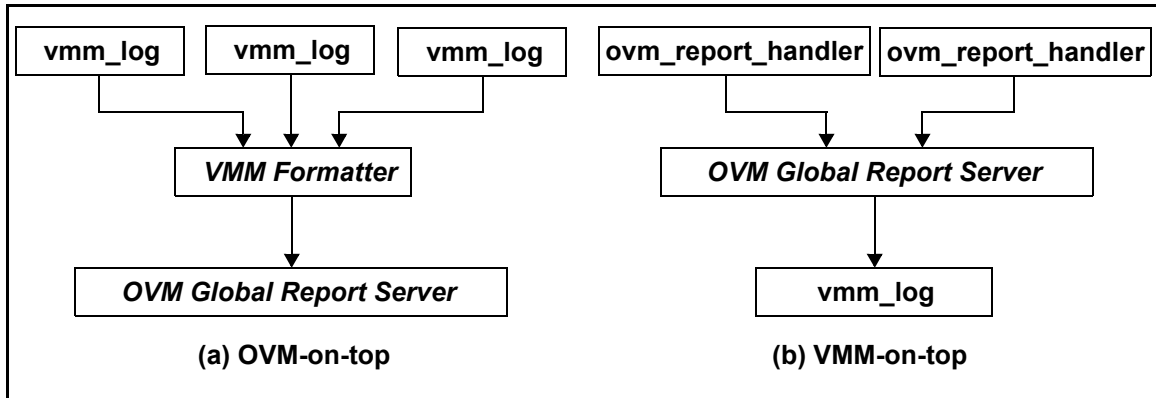 vmm_log
vmm_log
vmm_log
VMM Formatter
OVM Global Report Server
(a) OVM-on-top
ovm_report_handler
ovm_report_handler
OVM Global Report Server
vmm_log
(b) VMM-on-top